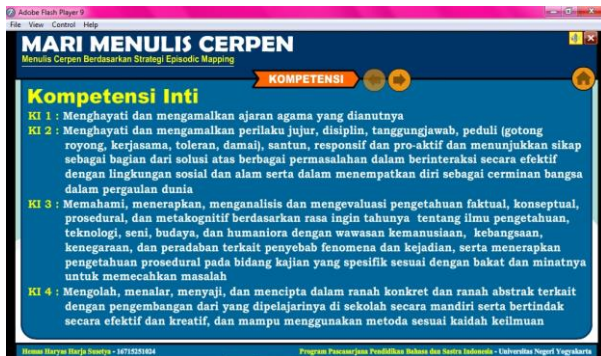 Adobe Flash Player 9
File View Control Help
MARI MENULIS CERPEN
Menulis Cerpen Berdasarkan Strategi Episodic Mapping
KOMPETENSI
Kompetensi Inti
KI 1 : Menghayati dan mengamalkan ajaran agama yang dianutnya
KI 2 : Menghayati dan mengamalkan perilaku jujur, disiplin, tanggungjawab, peduli (gotong
royong, kerjasama, toleran, damai), santun, responsif dan pro-aktif dan menunjukkan sikap
sebagai bagian dari solusi atas berbagai permasalahan dalam berinteraksi secara efektif
dengan lingkungan sosial dan alam serta dalam menempatkan diri sebagai cerminan bangsa
dalam pergaulan dunia
KI 3 : Memahami, menerapkan, menganalisis dan mengevaluasi pengetahuan faktual, konseptual,
prosedural, dan metakognitif berdasarkan rasa ingin tahunya tentang ilmu pengetahuan,
teknologi, seni, budaya, dan humaniora dengan wawasan kemanusiaan, kebangsaan,
kenegaraan, dan peradaban terkait penyebab fenomena dan kejadian, serta menerapkan
pengetahuan prosedural pada bidang kajian yang spesifik sesuai dengan bakat dan minatnya
untuk memecahkan masalah
KI 4 : Mengolah, menalar, menyaji, dan mencipta dalam ranah konkret dan ranah abstrak terkait
dengan pengembangan dari yang dipelajarinya di sekolah secara mandiri serta bertindak
secara efektif dan kreatif, dan mampu menggunakan metoda sesuai kaidah keilmuan
Hemas Haryas Harja Susetya - 16715251024
Program Pascasarjana Pendidikan Bahasa dan Sastra Indonesia - Universitas Negeri Yogyakarta